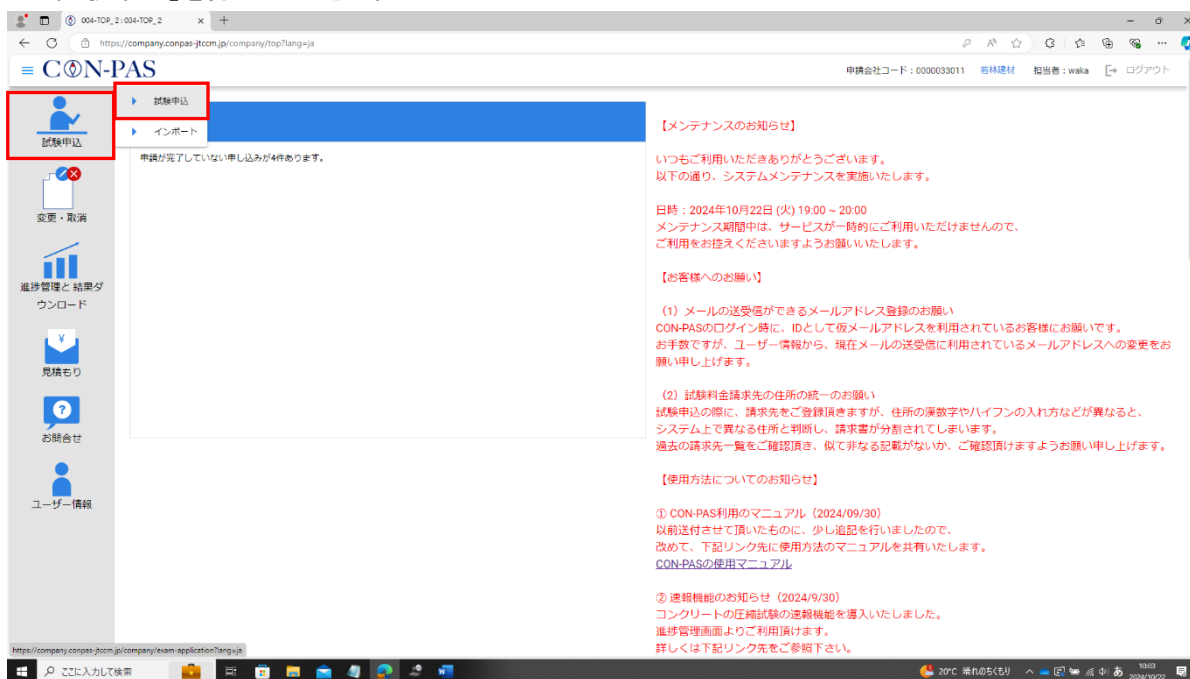 004-TOP_2 : 004-TOP_2
https://company.conpas-jtccm.jp/company/top?lang=ja
CON-PAS
申請会社コード：0000033011 若林建材 担当者：waka ログアウト
試験申込
インポート
試験申込
変更・取消
進捗管理と結果ダ
ウンロード
見積もり
お問合せ
ユーザー情報
申請が完了していない申し込みが4件あります。
【メンテナンスのお知らせ】
いつもご利用いただきありがとうございます。
以下の通り、システムメンテナンスを実施いたします。
日時：2024年10月22日 (火) 19:00 ~ 20:00
メンテナンス期間中は、サービスが一時的にご利用いただけませんので、
ご利用をお控えくださいますようお願いいたします。
【お客様へのお願い】
（1）メールの送受信ができるメールアドレス登録のお願い
CON-PASのログイン時に、IDとして仮メールアドレスを利用されているお客様にお願いです。
お手数ですが、ユーザー情報から、現在メールの送受信に利用されているメールアドレスへの変更をお
願い申し上げます。
（2）試験料金請求先の住所の統一のお願い
試験申込の際に、請求先をご登録頂きますが、住所の漢数字やハイフンの入れ方などが異なると、
システム上で異なる住所と判断し、請求書が分割されてしまいます。
過去の請求先一覧をご確認頂き、似て非なる記載がないか、ご確認頂けますようお願い申し上げます。
【使用方法についてのお知らせ】
① CON-PAS利用のマニュアル（2024/09/30）
以前送付させて頂いたものに、少し追記を行いましたので、
改めて、下記リンク先に使用方法のマニュアルを共有いたします。
CON-PASの使用マニュアル
② 速報機能のお知らせ（2024/9/30）
コンクリートの圧縮試験の速報機能を導入いたしました。
進捗管理画面よりご利用頂けます。
詳しくは下記リンク先をご参照下さい。
https://company.conpas-jtccm.jp/company/exam-application?lang=ja
ここに入力して検索
20°C 晴れのちくもり
あ
10:03
2024/10/22